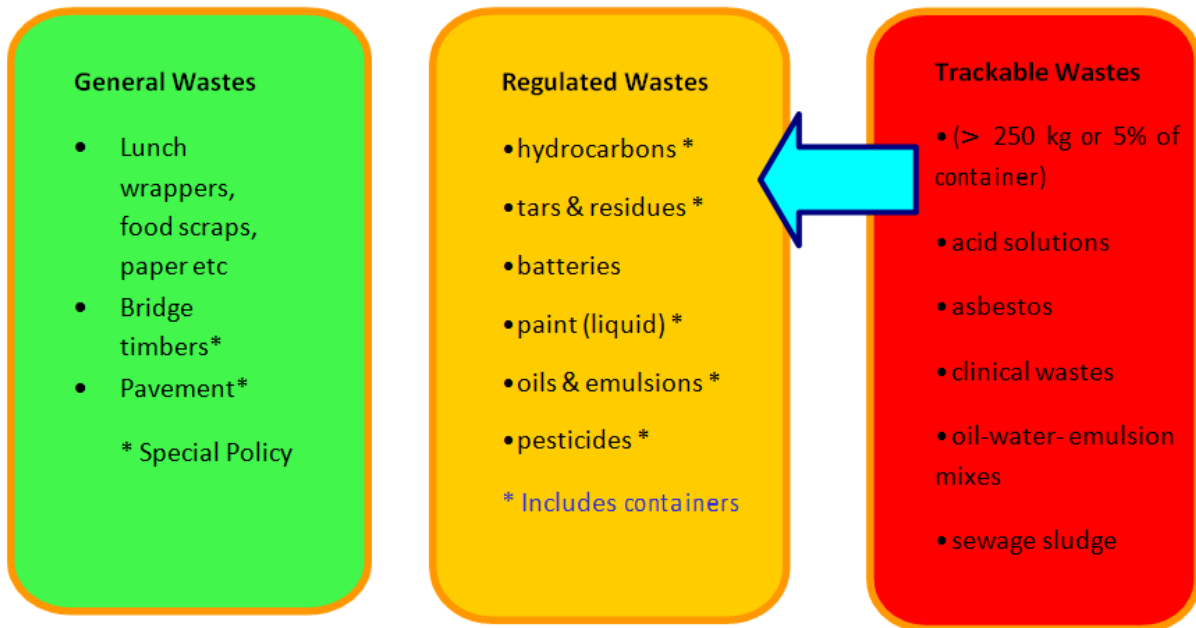 General Wastes
• Lunch
wrappers,
food scraps,
paper etc
• Bridge
timbers*
• Pavement*
* Special Policy
Regulated Wastes
•hydrocarbons *
•tars & residues *
•batteries
•paint (liquid) *
•oils & emulsions *
•pesticides *
* Includes containers
Trackable Wastes
•(> 250 kg or 5% of
container)
•acid solutions
•asbestos
•clinical wastes
•oil-water- emulsion
mixes
•sewage sludge